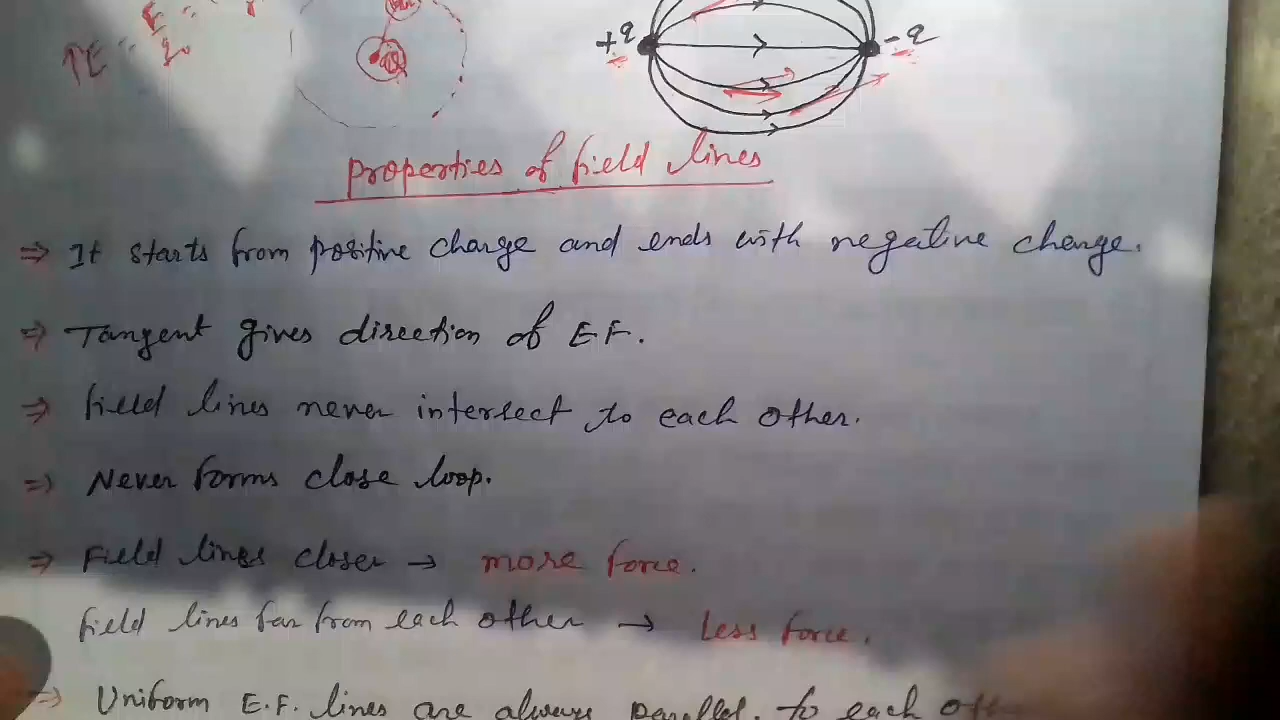 ↑E
q₀
+q
-q
Properties of field lines
⇒ It starts from positive charge and ends with negative charge.
⇒ Tangent gives direction of E.F.
⇒ field lines never intersect to each other.
⇒ Never forms close loop.
⇒ Field lines closer → more force.
field lines far from each other → Less force.
⇒ Uniform E.F. lines are always parallel to each